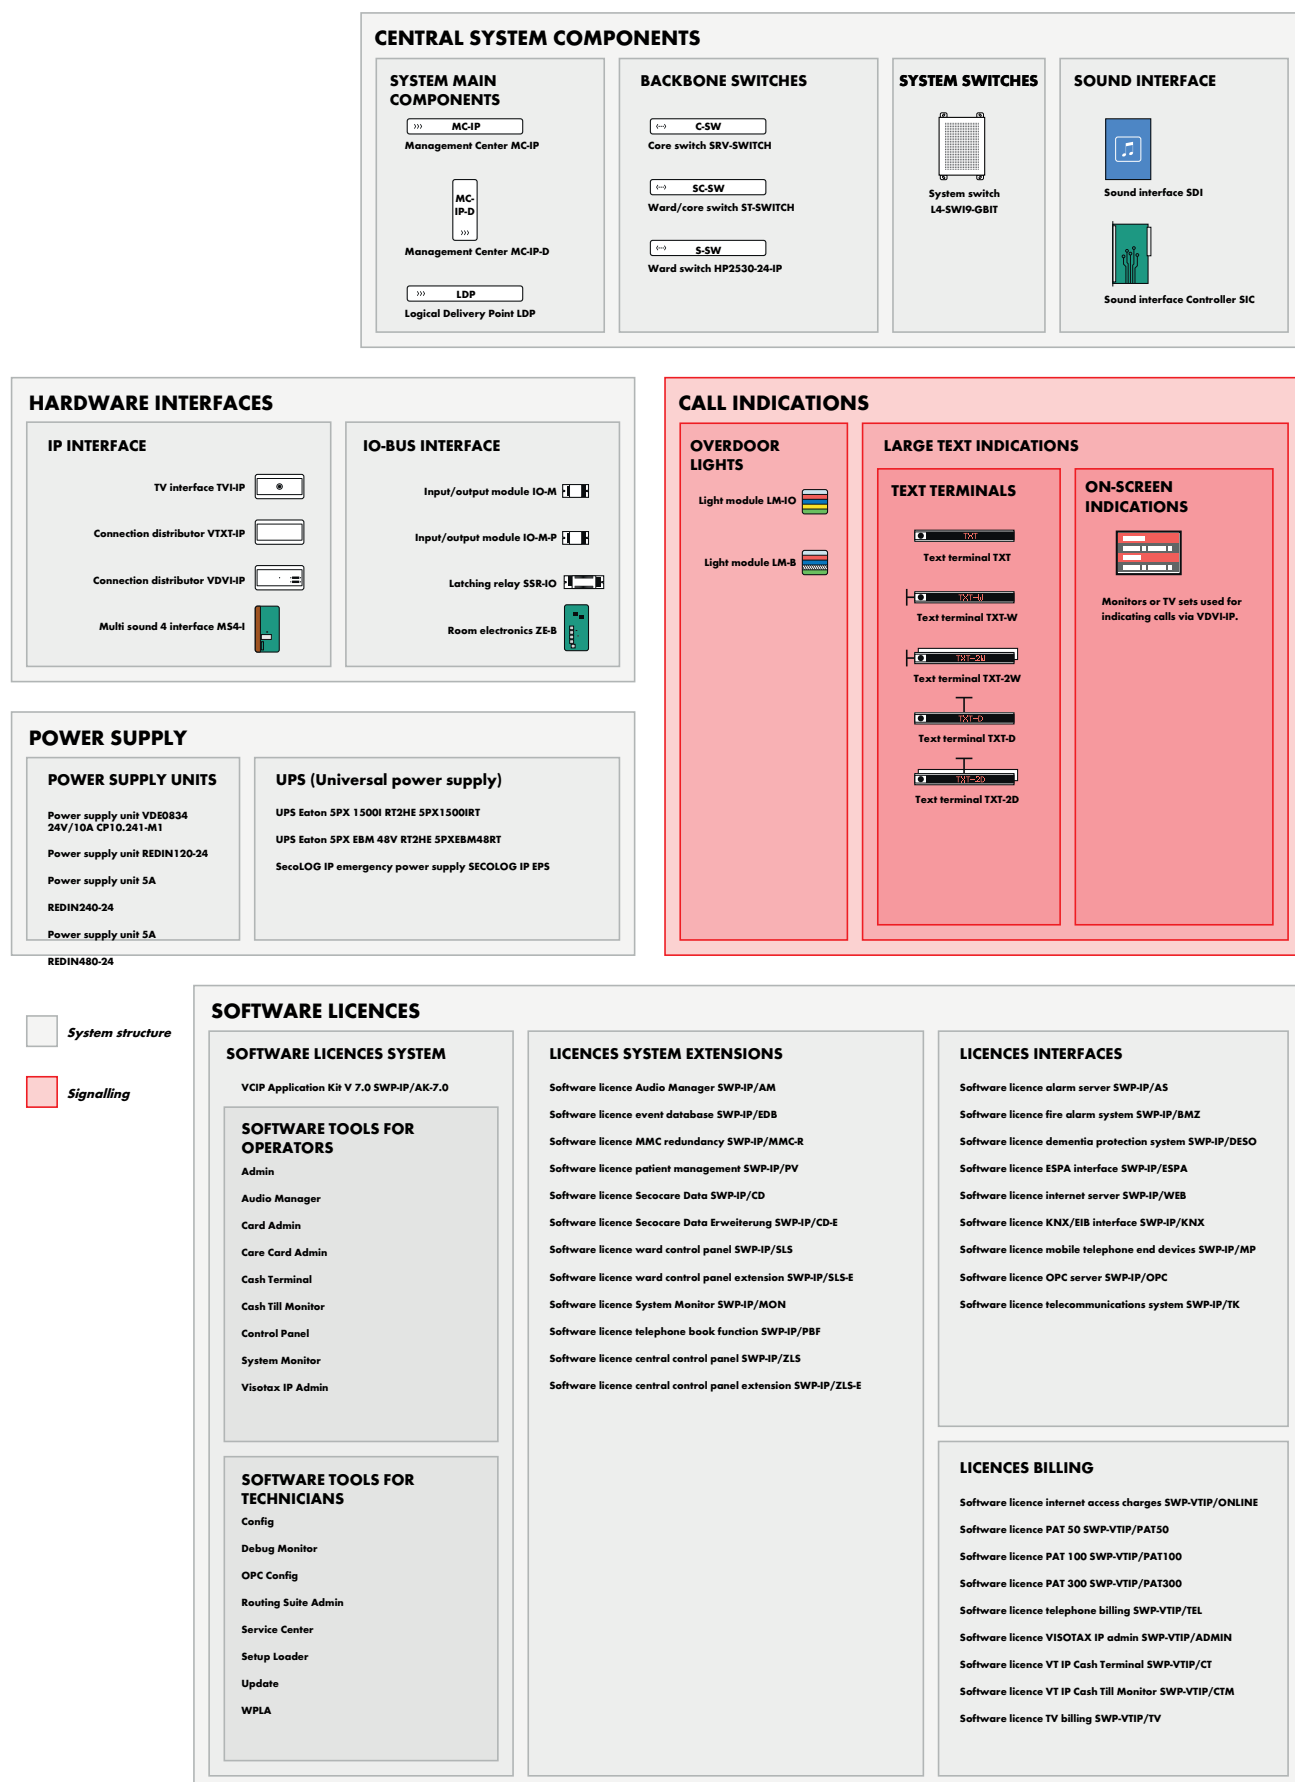 CENTRAL SYSTEM COMPONENTS
SYSTEM MAIN
COMPONENTS
MC-IP
Management Center MC-IP
MC-
IP-D
Management Center MC-IP-D
LDP
Logical Delivery Point LDP
BACKBONE SWITCHES
C-SW
Core switch SRV-SWITCH
SC-SW
Ward/core switch ST-SWITCH
S-SW
Ward switch HP2530-24-IP
SYSTEM SWITCHES
System switch
L4-SWI9-GBIT
SOUND INTERFACE
Sound interface SDI
Sound interface Controller SIC
HARDWARE INTERFACES
IP INTERFACE
TV interface TVI-IP
Connection distributor VTXT-IP
Connection distributor VDVI-IP
Multi sound 4 interface MS4-I
IO-BUS INTERFACE
Input/output module IO-M
Input/output module IO-M-P
Latching relay SSR-IO
Room electronics ZE-B
CALL INDICATIONS
OVERDOOR
LIGHTS
Light module LM-IO
Light module LM-B
LARGE TEXT INDICATIONS
TEXT TERMINALS
TXT
Text terminal TXT
TXT-W
Text terminal TXT-W
TXT-2W
Text terminal TXT-2W
TXT-D
Text terminal TXT-D
TXT-2D
Text terminal TXT-2D
ON-SCREEN
INDICATIONS
Monitors or TV sets used for
indicating calls via VDVI-IP.
POWER SUPPLY
POWER SUPPLY UNITS
Power supply unit VDE0834
24V/10A CP10.241-M1
Power supply unit REDIN120-24
Power supply unit 5A
REDIN240-24
Power supply unit 5A
REDIN480-24
UPS (Universal power supply)
UPS Eaton 5PX 1500I RT2HE 5PX1500IRT
UPS Eaton 5PX EBM 48V RT2HE 5PXEBM48RT
SecoLOG IP emergency power supply SECOLOG IP EPS
System structure
Signalling
SOFTWARE LICENCES
SOFTWARE LICENCES SYSTEM
VCIP Application Kit V 7.0 SWP-IP/AK-7.0
SOFTWARE TOOLS FOR
OPERATORS
Admin
Audio Manager
Card Admin
Care Card Admin
Cash Terminal
Cash Till Monitor
Control Panel
System Monitor
Visotax IP Admin
SOFTWARE TOOLS FOR
TECHNICIANS
Config
Debug Monitor
OPC Config
Routing Suite Admin
Service Center
Setup Loader
Update
WPLA
LICENCES SYSTEM EXTENSIONS
Software licence Audio Manager SWP-IP/AM
Software licence event database SWP-IP/EDB
Software licence MMC redundancy SWP-IP/MMC-R
Software licence patient management SWP-IP/PV
Software licence Secocare Data SWP-IP/CD
Software licence Secocare Data Erweiterung SWP-IP/CD-E
Software licence ward control panel SWP-IP/SLS
Software licence ward control panel extension SWP-IP/SLS-E
Software licence System Monitor SWP-IP/MON
Software licence telephone book function SWP-IP/PBF
Software licence central control panel SWP-IP/ZLS
Software licence central control panel extension SWP-IP/ZLS-E
LICENCES INTERFACES
Software licence alarm server SWP-IP/AS
Software licence fire alarm system SWP-IP/BMZ
Software licence dementia protection system SWP-IP/DESO
Software licence ESPA interface SWP-IP/ESPA
Software licence internet server SWP-IP/WEB
Software licence KNX/EIB interface SWP-IP/KNX
Software licence mobile telephone end devices SWP-IP/MP
Software licence OPC server SWP-IP/OPC
Software licence telecommunications system SWP-IP/TK
LICENCES BILLING
Software licence internet access charges SWP-VTIP/ONLINE
Software licence PAT 50 SWP-VTIP/PAT50
Software licence PAT 100 SWP-VTIP/PAT100
Software licence PAT 300 SWP-VTIP/PAT300
Software licence telephone billing SWP-VTIP/TEL
Software licence VISOTAX IP admin SWP-VTIP/ADMIN
Software licence VT IP Cash Terminal SWP-VTIP/CT
Software licence VT IP Cash Till Monitor SWP-VTIP/CTM
Software licence TV billing SWP-VTIP/TV